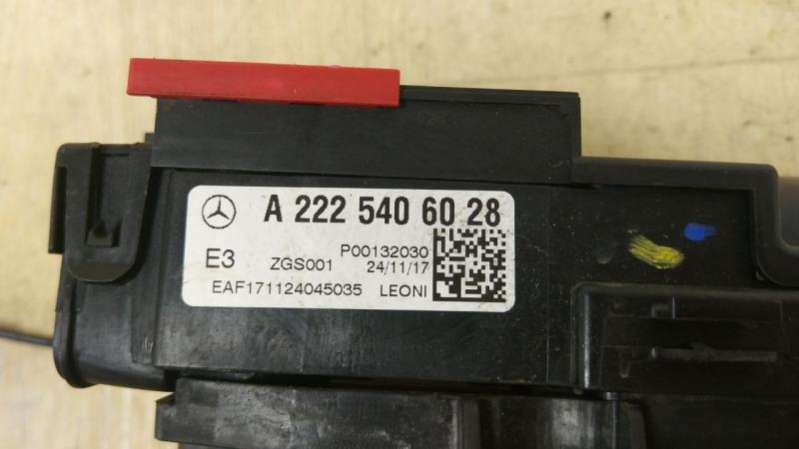 A 222 540 60 28
E3 ZGS001 P00132030
24/11/17
EAF171124045035 LEONI